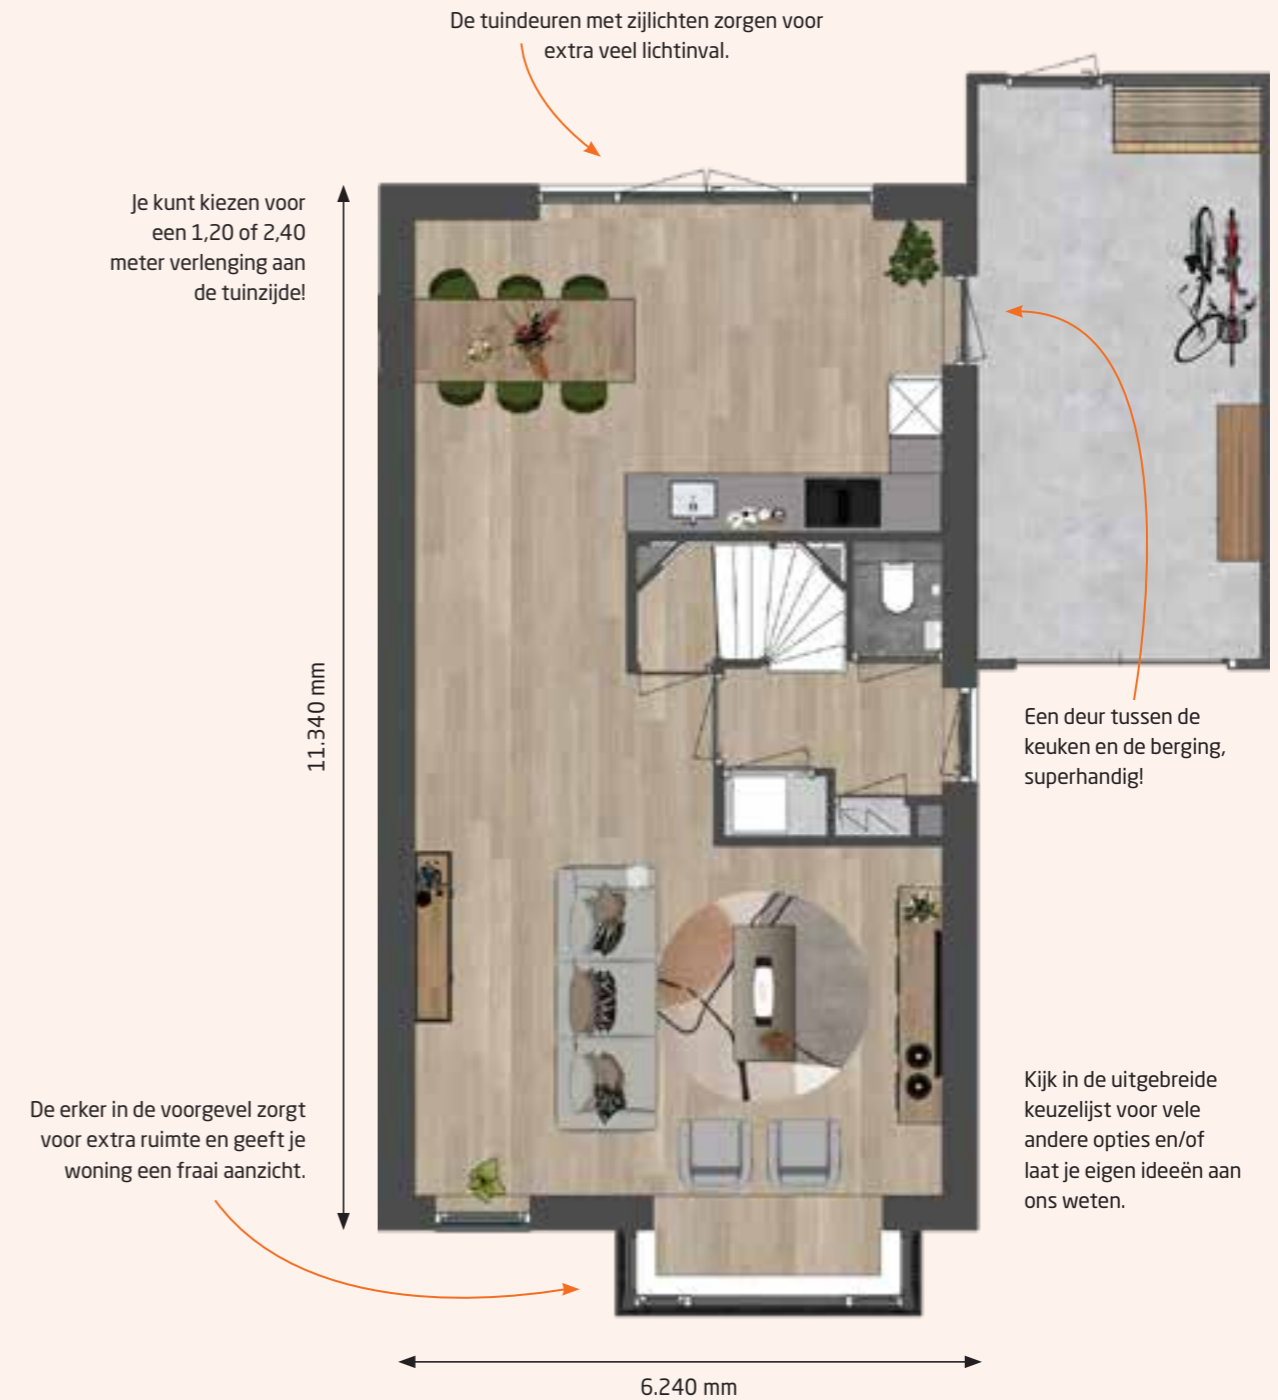 De tuindeuren met zijlichten zorgen voor
extra veel lichtinval.
Je kunt kiezen voor
een 1,20 of 2,40
meter verlenging aan
de tuinzijde!
11.340 mm
Een deur tussen de
keuken en de berging,
superhandig!
De erker in de voorgevel zorgt
voor extra ruimte en geeft je
woning een fraai aanzicht.
Kijk in de uitgebreide
keuzelijst voor vele
andere opties en/of
laat je eigen ideeën aan
ons weten.
6.240 mm